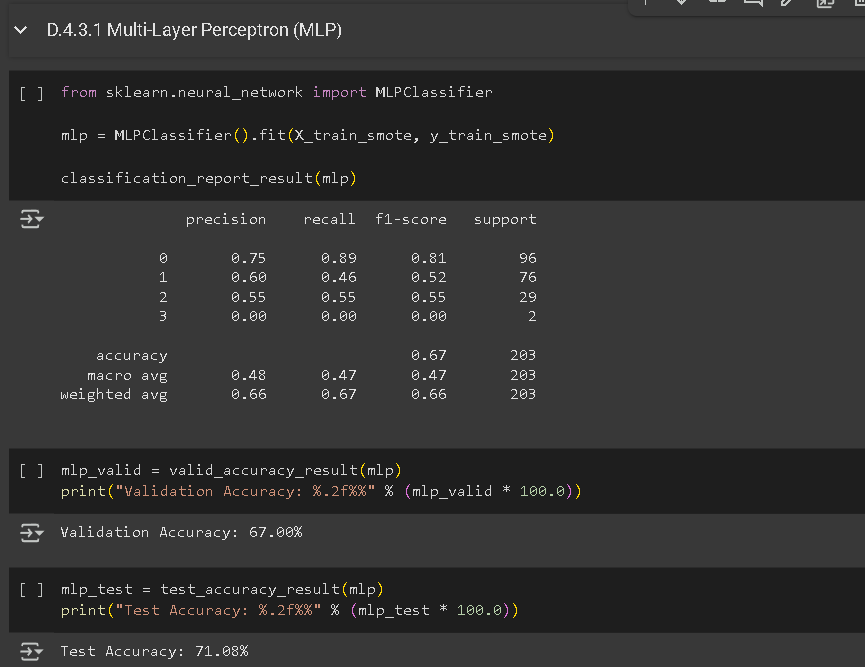 D.4.3.1 Multi-Layer Perceptron (MLP)
[ ] from sklearn.neural_network import MLPClassifier
mlp = MLPClassifier().fit(X_train_smote, y_train_smote)
classification_report_result(mlp)
precision recall f1-score support
0 0.75 0.89 0.81 96
1 0.60 0.46 0.52 76
2 0.55 0.55 0.55 29
3 0.00 0.00 0.00 2
accuracy 0.67 203
macro avg 0.48 0.47 0.47 203
weighted avg 0.66 0.67 0.66 203
[ ] mlp_valid = valid_accuracy_result(mlp)
print("Validation Accuracy: %.2f%%" % (mlp_valid * 100.0))
Validation Accuracy: 67.00%
[ ] mlp_test = test_accuracy_result(mlp)
print("Test Accuracy: %.2f%%" % (mlp_test * 100.0))
Test Accuracy: 71.08%